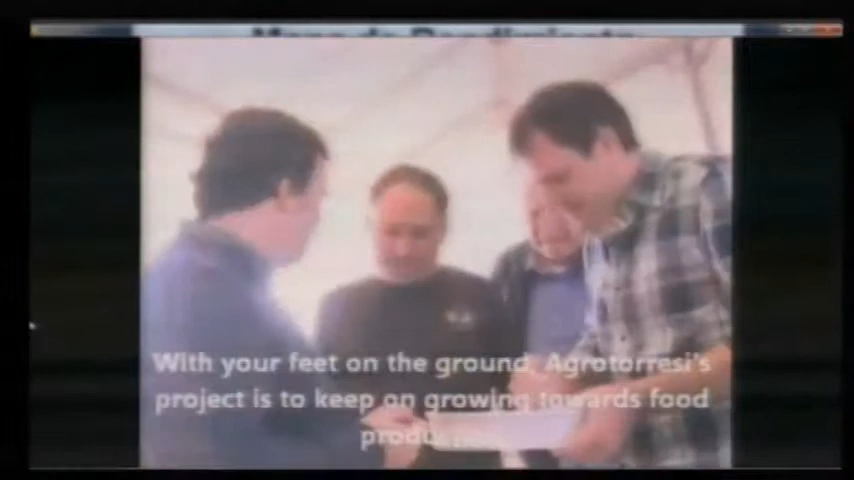 With your feet on the ground, Agrotorresi's
project is to keep on growing towards food